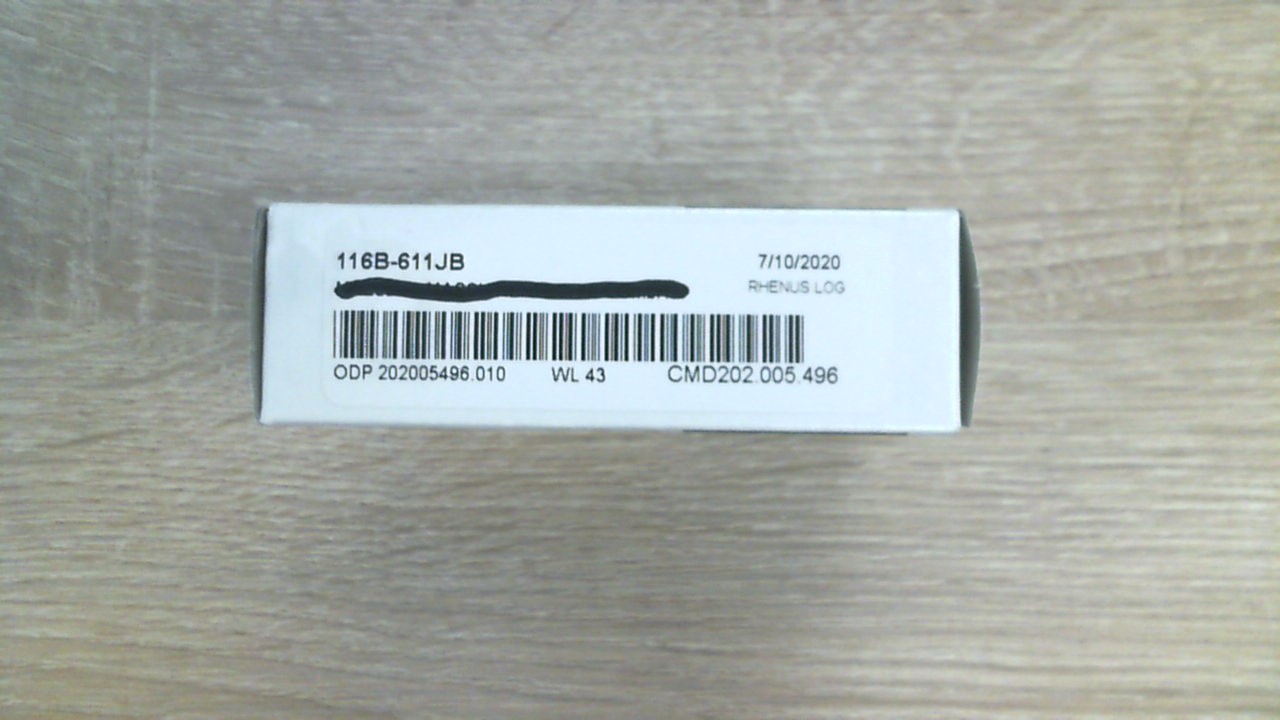 116B-611JB 7/10/2020
RHENUS LOG
ODP 202005496.010 WL 43 CMD202.005.496